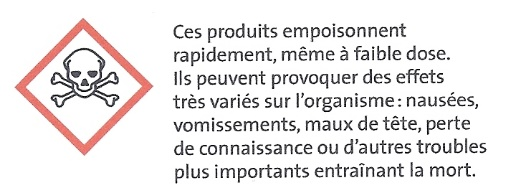 Ces produits empoisonnent
rapidement, même à faible dose.
Ils peuvent provoquer des effets
très variés sur l'organisme : nausées,
vomissements, maux de tête, perte
de connaissance ou d'autres troubles
plus importants entraînant la mort.